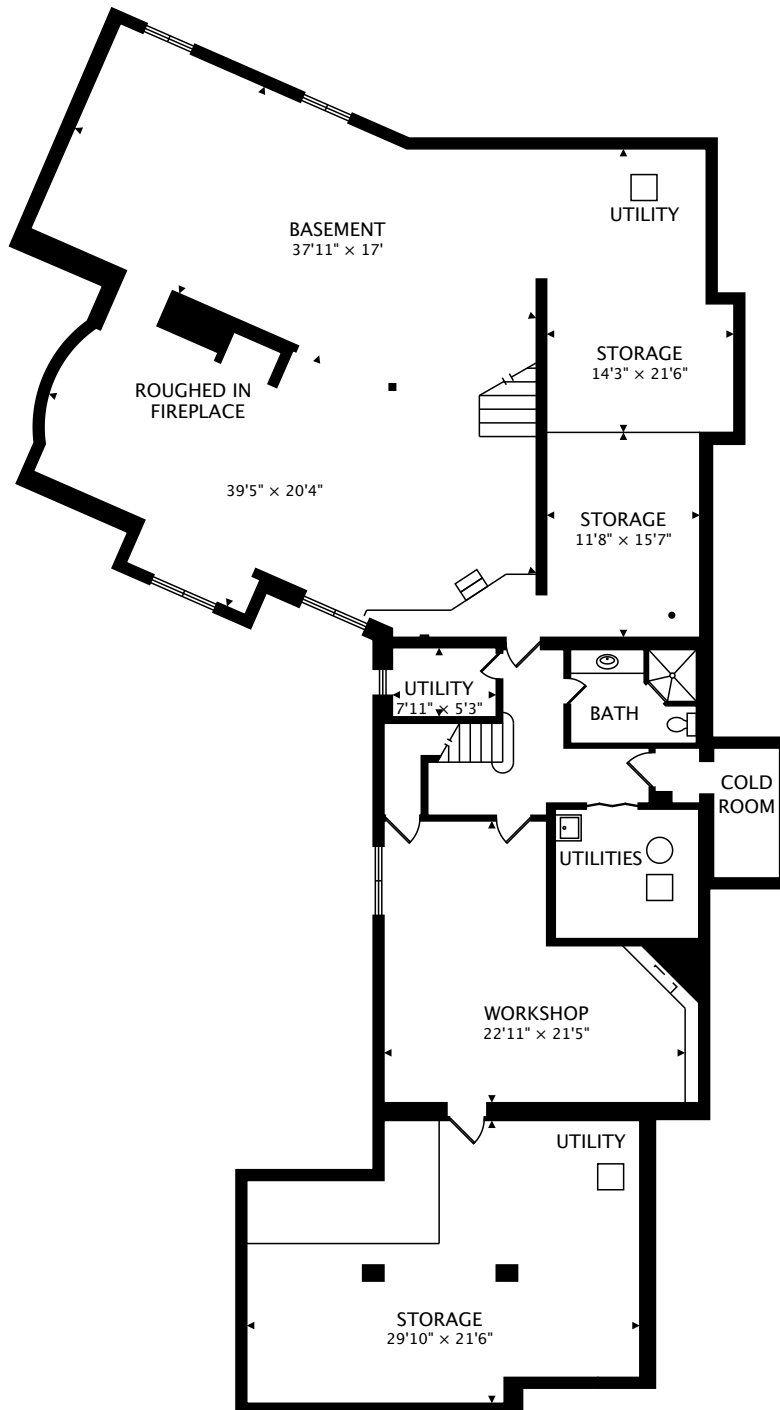 BASEMENT
37'11" × 17'
UTILITY
STORAGE
14'3" × 21'6"
ROUGHED IN
FIREPLACE
39'5" × 20'4"
STORAGE
11'8" × 15'7"
UTILITY
7'11" × 5'3"
BATH
COLD
ROOM
UTILITIES
WORKSHOP
22'11" × 21'5"
UTILITY
STORAGE
29'10" × 21'6"